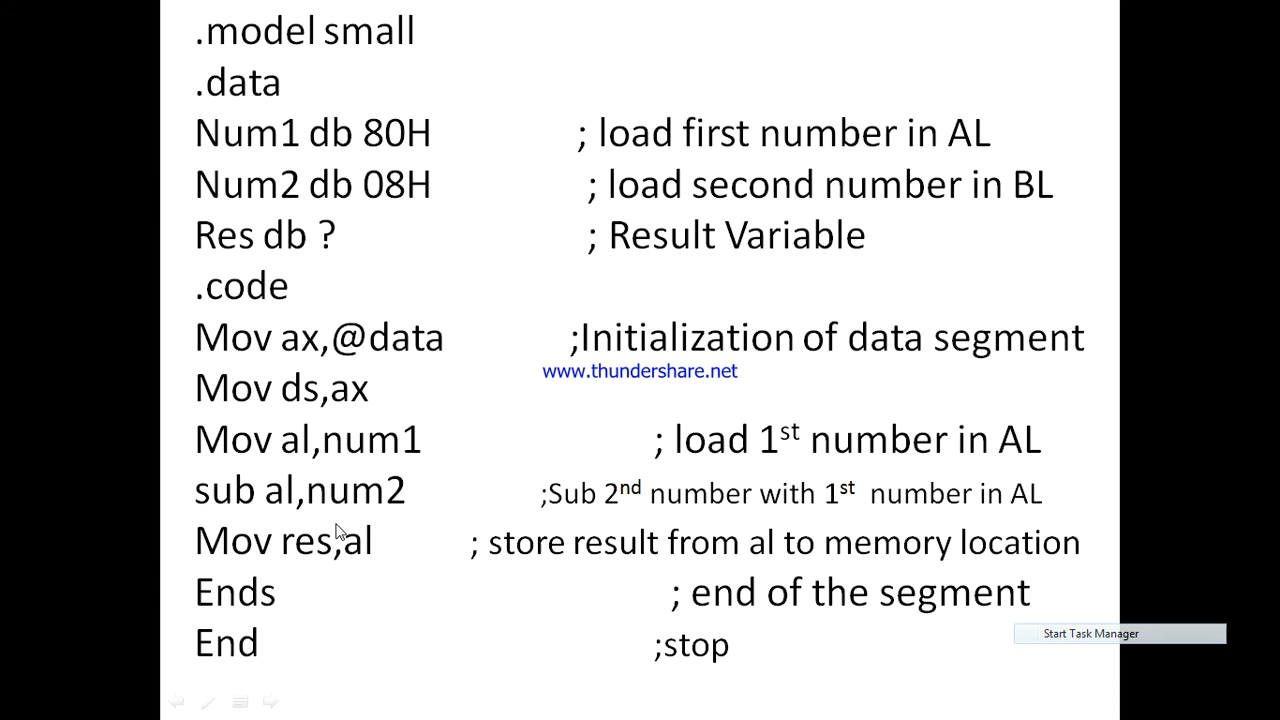 .model small
.data
Num1 db 80H ; load first number in AL
Num2 db 08H ; load second number in BL
Res db ? ; Result Variable
.code
Mov ax,@data ;Initialization of data segment
www.thundershare.net
Mov ds,ax
Mov al,num1 ; load 1st number in AL
sub al,num2 ;Sub 2nd number with 1st number in AL
Mov res,al ; store result from al to memory location
Ends ; end of the segment
Start Task Manager
End ;stop